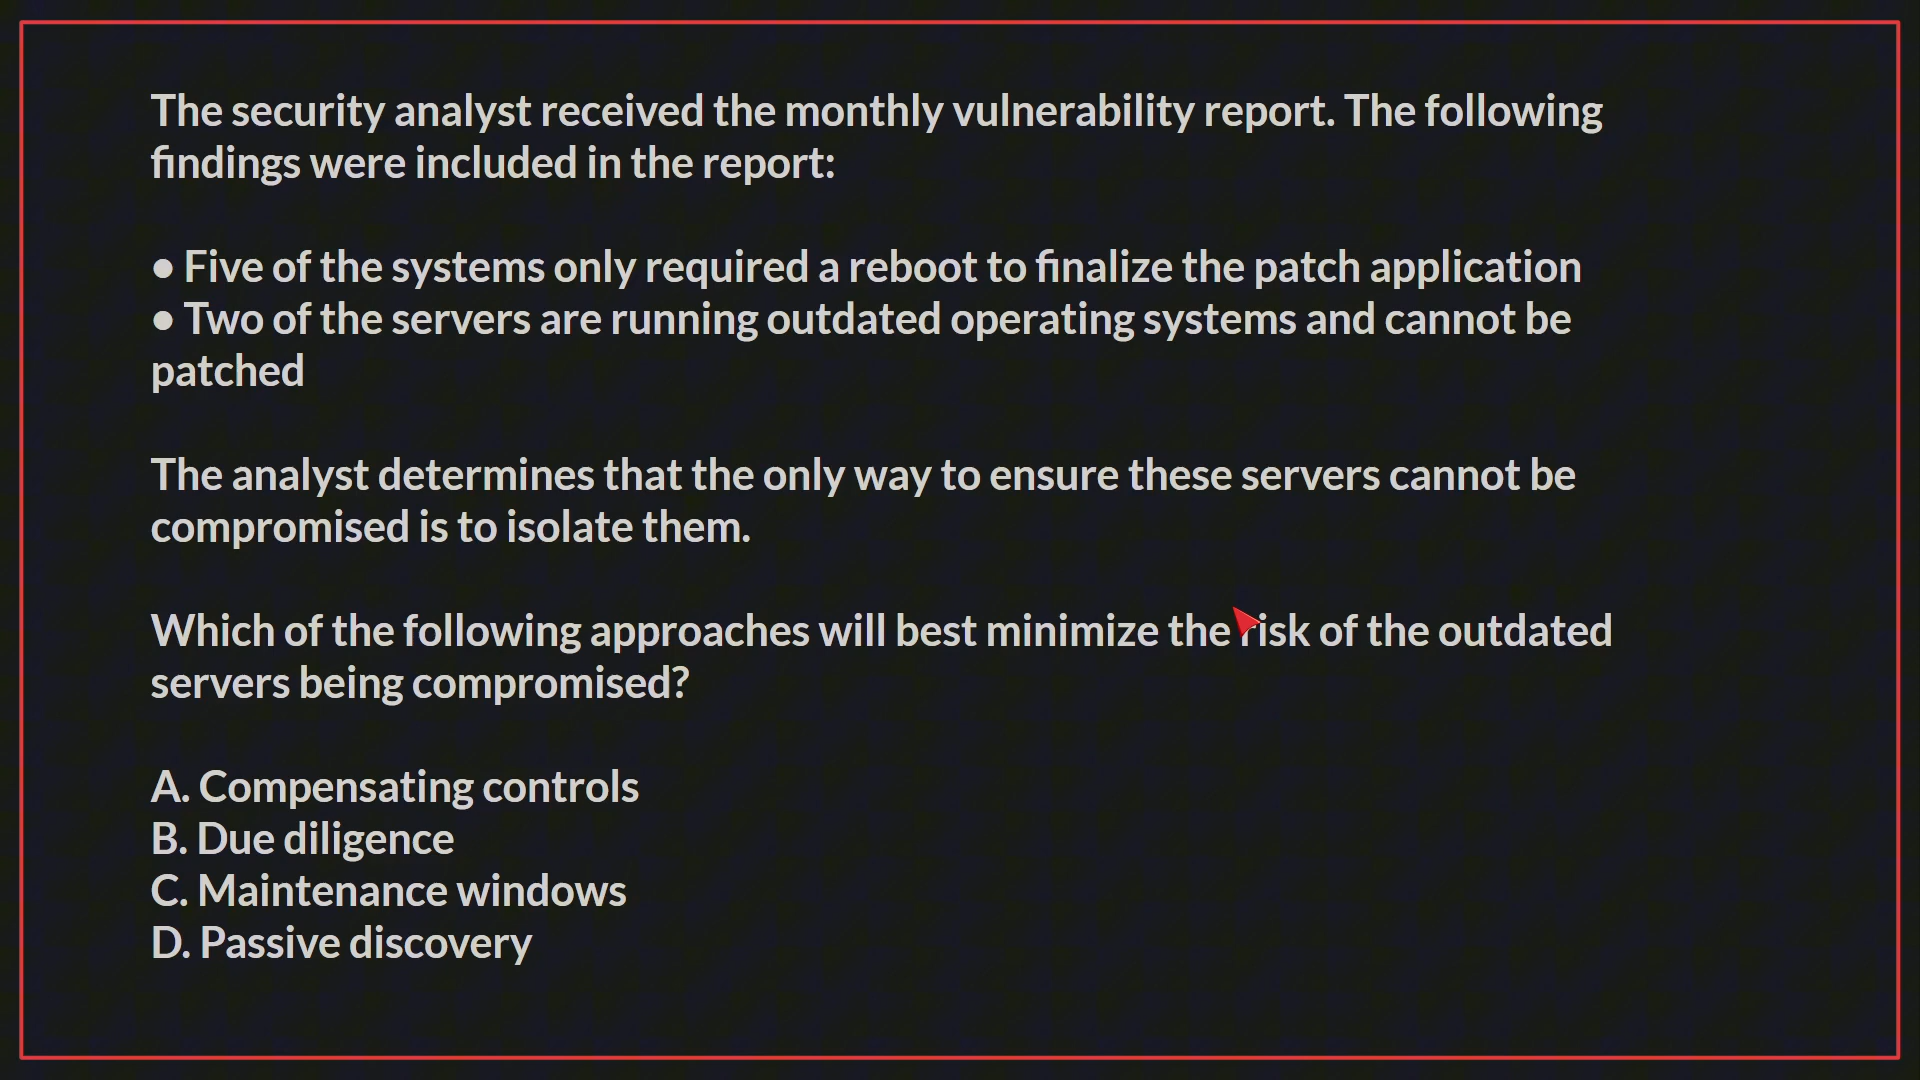 The security analyst received the monthly vulnerability report. The following
findings were included in the report:
● Five of the systems only required a reboot to finalize the patch application
● Two of the servers are running outdated operating systems and cannot be
patched
The analyst determines that the only way to ensure these servers cannot be
compromised is to isolate them.
Which of the following approaches will best minimize the risk of the outdated
servers being compromised?
A. Compensating controls
B. Due diligence
C. Maintenance windows
D. Passive discovery